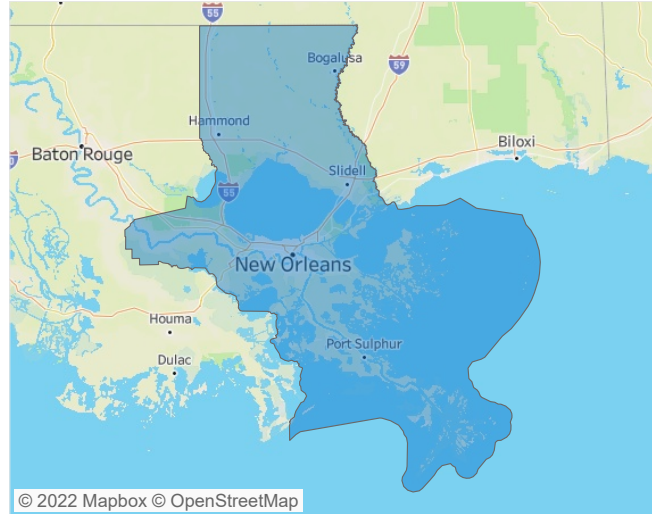 55
Bogalusa
59
Hammond
Biloxi
Baton Rouge
Slidell
55
New Orleans
Houma
Port Sulphur
Dulac
© 2022 Mapbox © OpenStreetMap